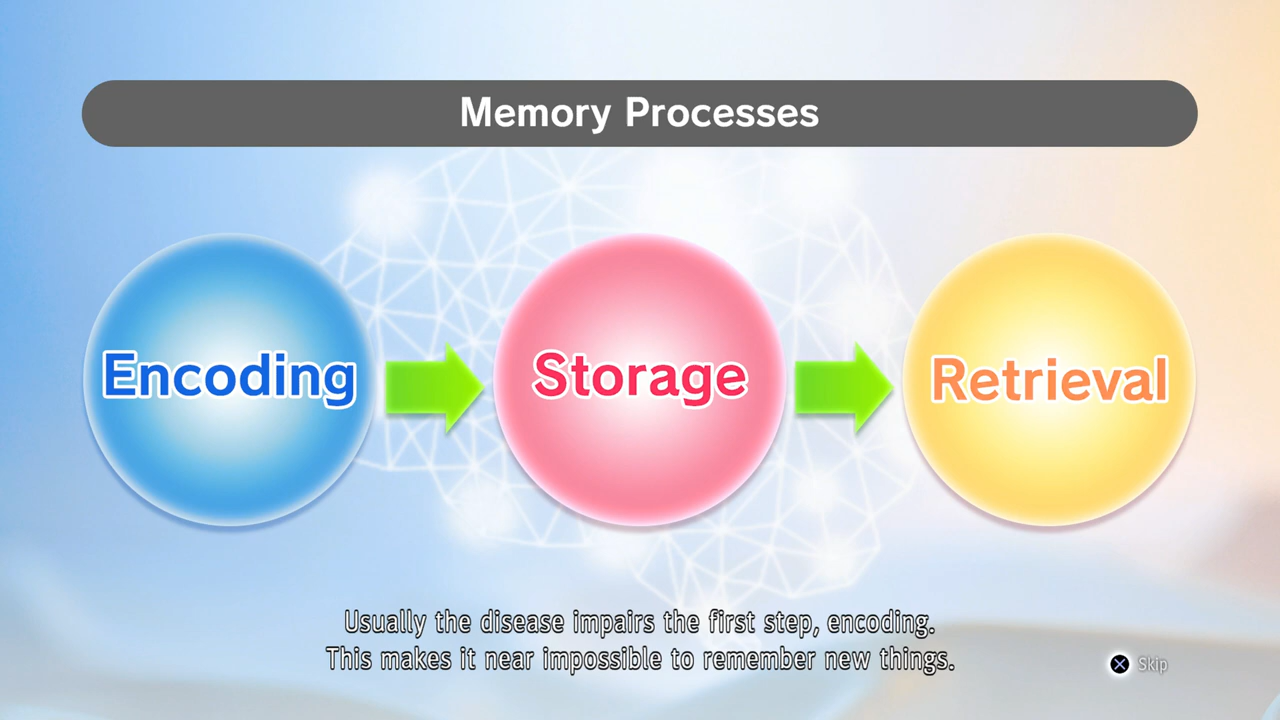 Memory Processes
Encoding
Storage
Retrieval
Usually the disease impairs the first step, encoding.
This makes it near impossible to remember new things.
Skip